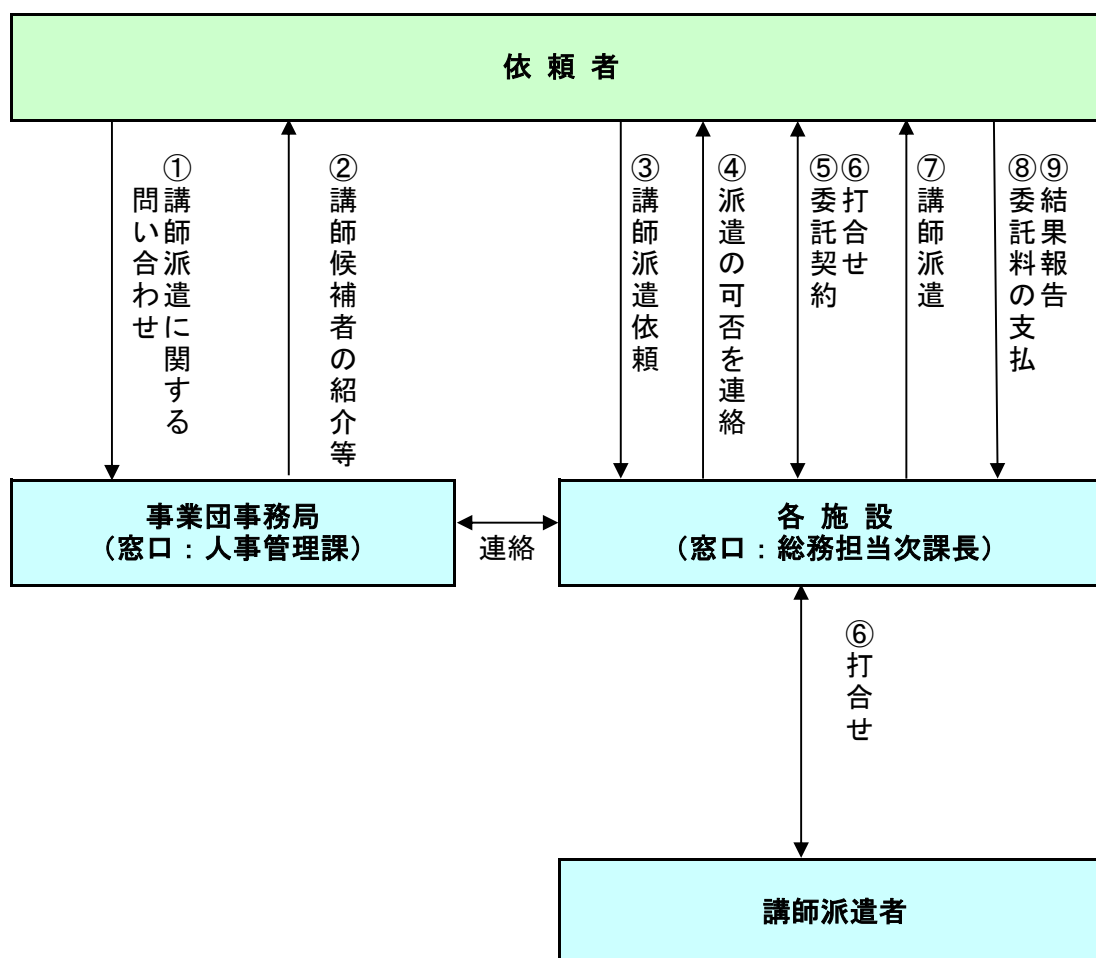 依 頼 者
①講師派遣に関する
問い合わせ
②講師候補者の紹介等
③講師派遣依頼
④派遣の可否を連絡
⑤委託契約
⑥打合せ
⑦講師派遣
⑧委託料の支払
⑨結果報告
事業団事務局
（窓口：人事管理課）
連絡
各 施 設
（窓口：総務担当次課長）
⑥打合せ
講師派遣者